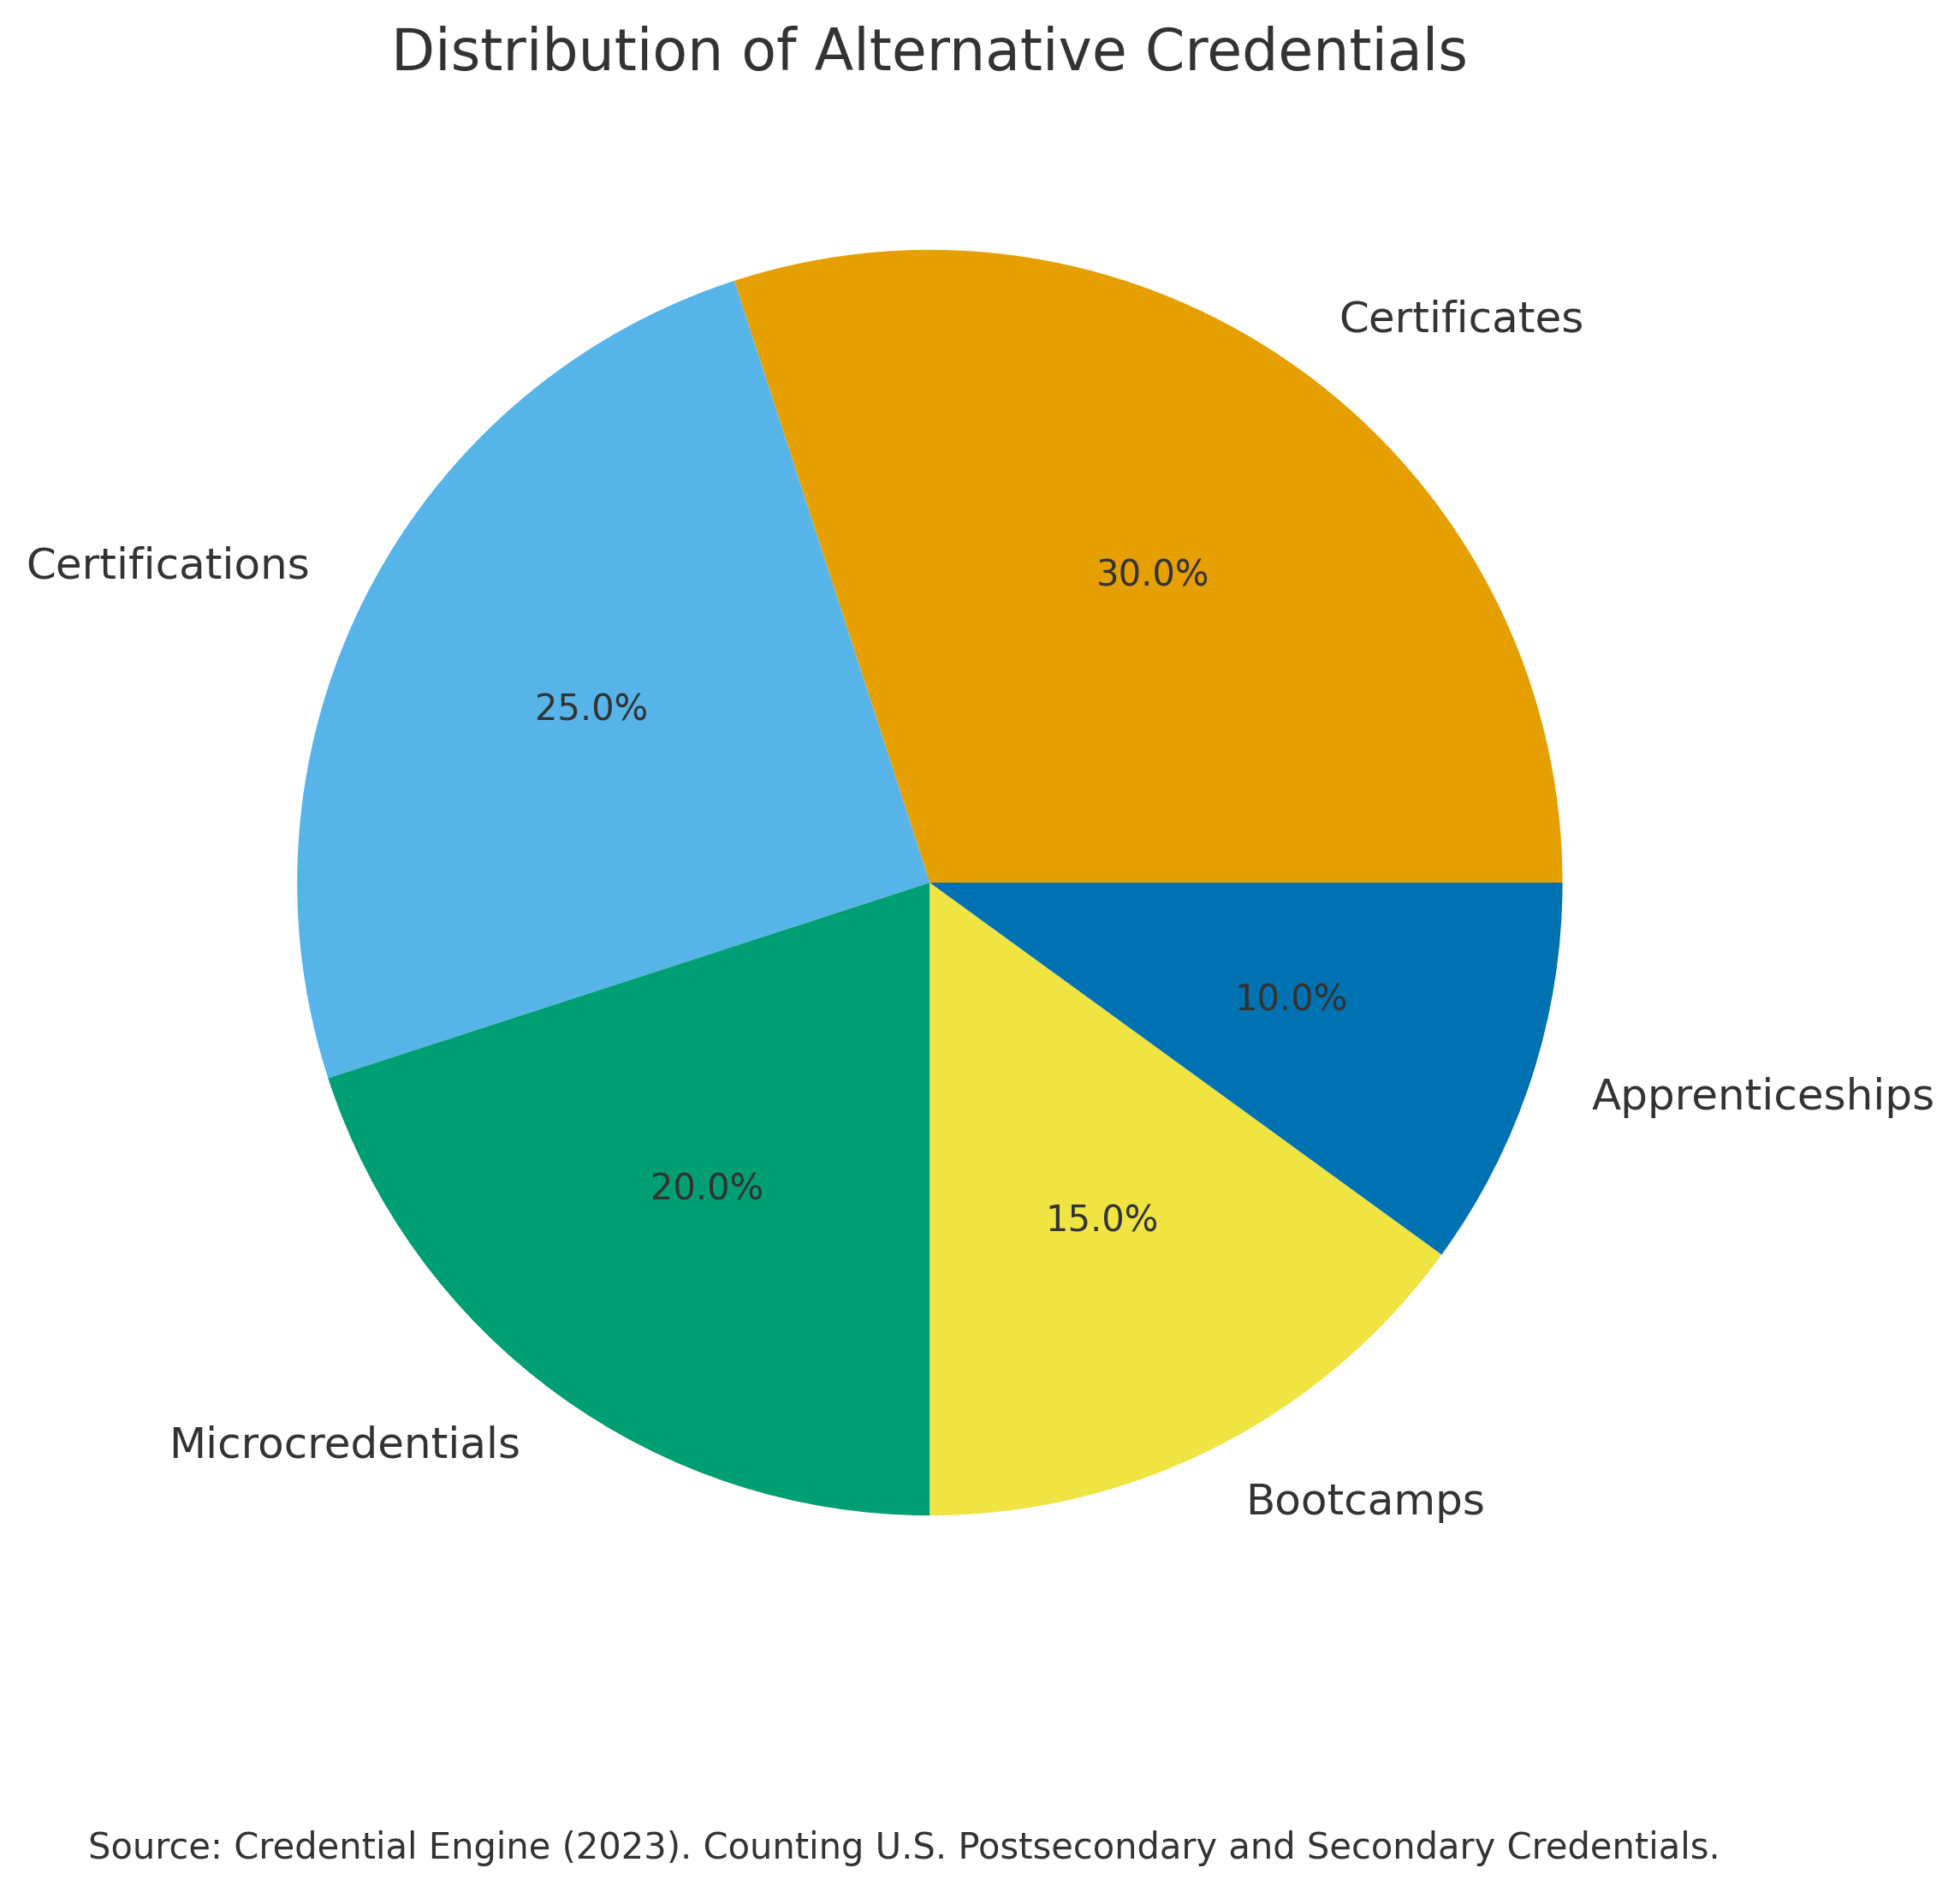 Distribution of Alternative Credentials
Certificates
30.0%
Certifications
25.0%
10.0%
Apprenticeships
20.0%
15.0%
Microcredentials
Bootcamps
Source: Credential Engine (2023). Counting U.S. Postsecondary and Secondary Credentials.